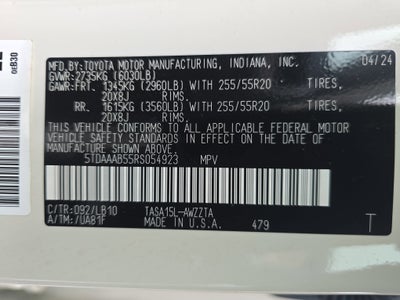 MFD.BY:TOYOTA MOTOR MANUFACTURING, INDIANA, INC. 04/24
GVWR:2735KG (6030LB)
GAWR:FRT. 1345KG (2960LB) WITH 255/55R20 TIRES,
20X8J RIMS
RR. 1615KG (3560LB) WITH 255/55R20 TIRES,
20X8J RIMS.
THIS VEHICLE CONFORMS TO ALL APPLICABLE FEDERAL MOTOR
VEHICLE SAFETY STANDARDS IN EFFECT ON THE DATE OF
MANUFACTURE SHOWN ABOVE.
5TDAAAB55RS054923 MPV
C/TR:092/LB10 TASA15L-AWZZTA
A/TM:/UA81F MADE IN U.S.A. 479 T
0EB30